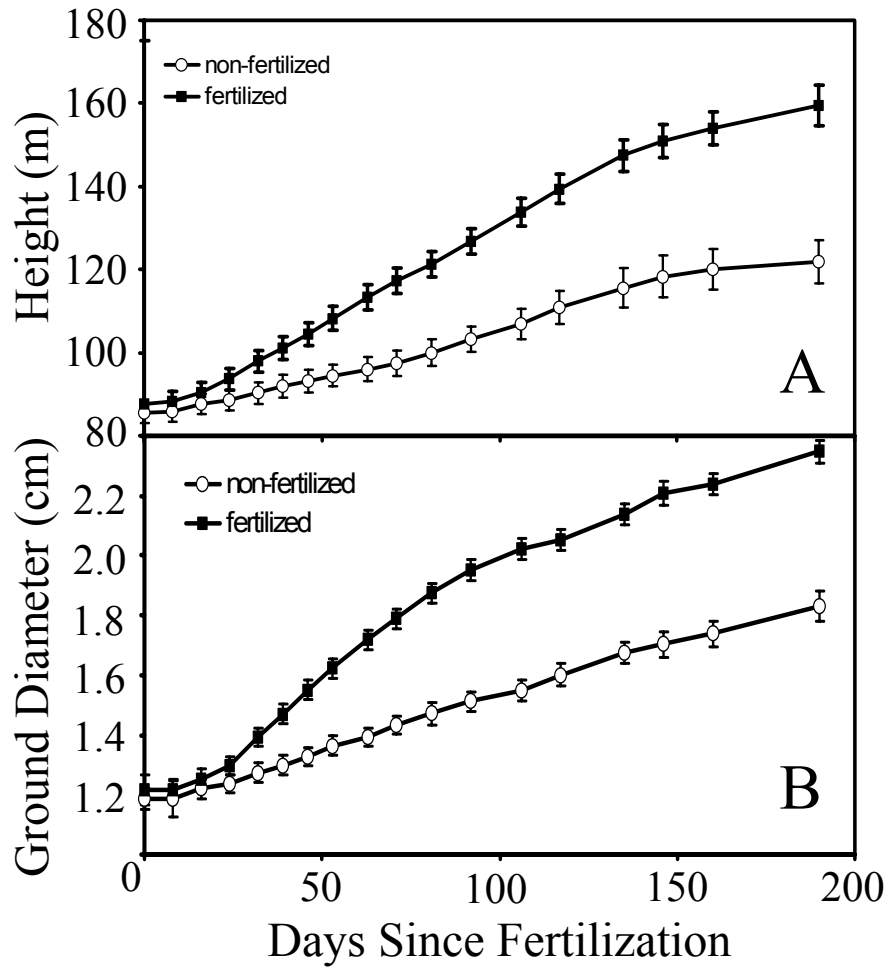 180
non-fertilized
fertilized
160
140
120
100
80
Height (m)
A
non-fertilized
fertilized
2.2
2.0
1.8
1.6
1.4
1.2
Ground Diameter (cm)
B
0 50 100 150 200
Days Since Fertilization